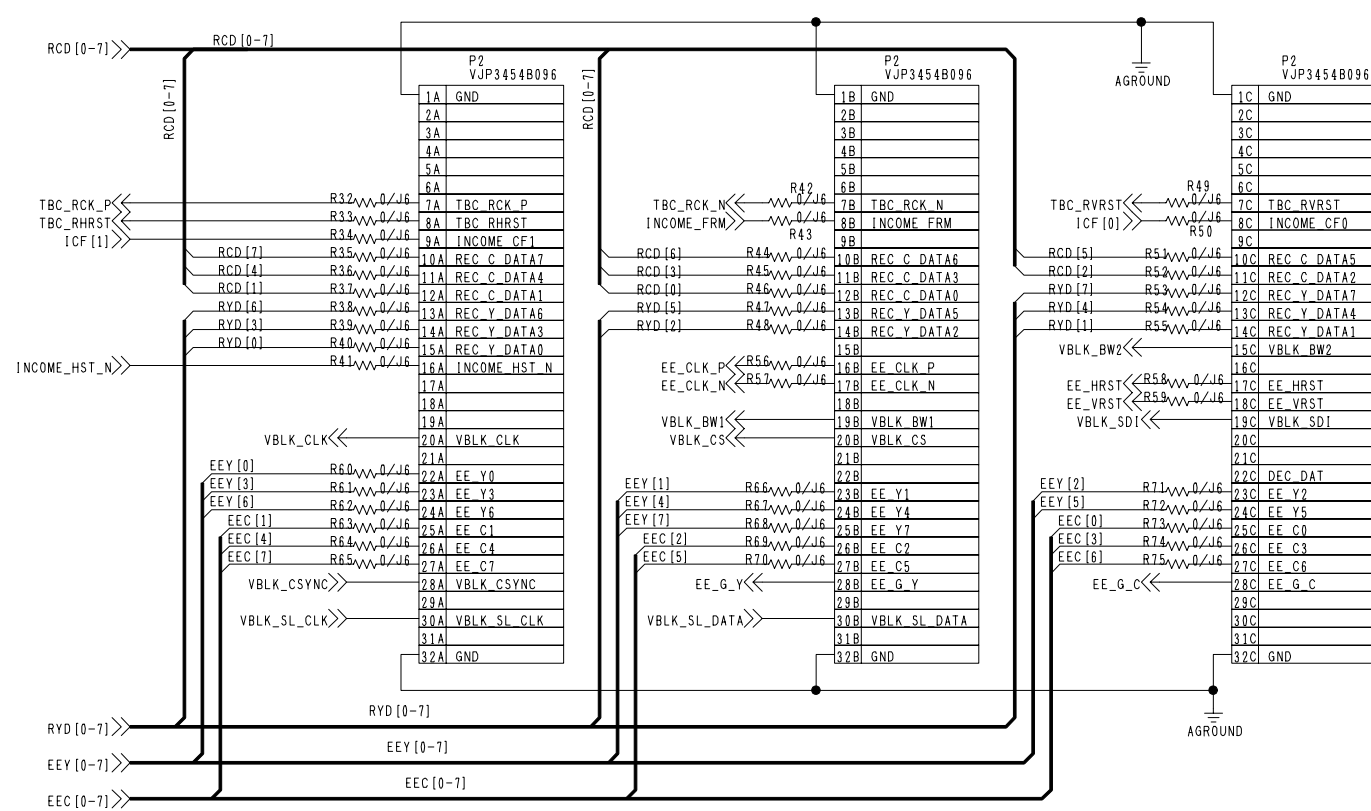 RCD[0-7]
RCD[0-7]
RCD[0-7]
RCD[0-7]
AGROUND
P2
VJP3454B096
1A GND
2A
3A
4A
5A
6A
TBC_RCK_P R32 0/J6 7A TBC_RCK_P
TBC_RHRST R33 0/J6 8A TBC_RHRST
ICF[1] R34 0/J6 9A INCOME_CF1
RCD[7] R35 0/J6 10A REC_C_DATA7
RCD[4] R36 0/J6 11A REC_C_DATA4
RCD[1] R37 0/J6 12A REC_C_DATA1
RYD[6] R38 0/J6 13A REC_Y_DATA6
RYD[3] R39 0/J6 14A REC_Y_DATA3
RYD[0] R40 0/J6 15A REC_Y_DATA0
INCOME_HST_N R41 0/J6 16A INCOME_HST_N
17A
18A
19A
VBLK_CLK 20A VBLK_CLK
21A
EEY[0] R60 0/J6 22A EE_Y0
EEY[3] R61 0/J6 23A EE_Y3
EEY[6] R62 0/J6 24A EE_Y6
EEC[1] R63 0/J6 25A EE_C1
EEC[4] R64 0/J6 26A EE_C4
EEC[7] R65 0/J6 27A EE_C7
VBLK_CSYNC 28A VBLK_CSYNC
29A
VBLK_SL_CLK 30A VBLK_SL_CLK
31A
32A GND
P2
VJP3454B096
1B GND
2B
3B
4B
5B
6B
TBC_RCK_N R42 0/J6 7B TBC_RCK_N
INCOME_FRM R43 0/J6 8B INCOME_FRM
9B
RCD[6] R44 0/J6 10B REC_C_DATA6
RCD[3] R45 0/J6 11B REC_C_DATA3
RCD[0] R46 0/J6 12B REC_C_DATA0
RYD[5] R47 0/J6 13B REC_Y_DATA5
RYD[2] R48 0/J6 14B REC_Y_DATA2
15B
EE_CLK_P R56 0/J6 16B EE_CLK_P
EE_CLK_N R57 0/J6 17B EE_CLK_N
18B
VBLK_BW1 19B VBLK_BW1
VBLK_CS 20B VBLK_CS
21B
22B
EEY[1] R66 0/J6 23B EE_Y1
EEY[4] R67 0/J6 24B EE_Y4
EEY[7] R68 0/J6 25B EE_Y7
EEC[2] R69 0/J6 26B EE_C2
EEC[5] R70 0/J6 27B EE_C5
EE_G_Y 28B EE_G_Y
29B
VBLK_SL_DATA 30B VBLK_SL_DATA
31B
32B GND
P2
VJP3454B096
1C GND
2C
3C
4C
5C
6C
TBC_RVRST R49 0/J6 7C TBC_RVRST
ICF[0] R50 0/J6 8C INCOME_CF0
9C
RCD[5] R51 0/J6 10C REC_C_DATA5
RCD[2] R52 0/J6 11C REC_C_DATA2
RYD[7] R53 0/J6 12C REC_Y_DATA7
RYD[4] R54 0/J6 13C REC_Y_DATA4
RYD[1] R55 0/J6 14C REC_Y_DATA1
VBLK_BW2 15C VBLK_BW2
16C
EE_HRST R58 0/J6 17C EE_HRST
EE_VRST R59 0/J6 18C EE_VRST
VBLK_SDI 19C VBLK_SDI
20C
21C
22C DEC_DAT
EEY[2] R71 0/J6 23C EE_Y2
EEY[5] R72 0/J6 24C EE_Y5
EEC[0] R73 0/J6 25C EE_C0
EEC[3] R74 0/J6 26C EE_C3
EEC[6] R75 0/J6 27C EE_C6
EE_G_C 28C EE_G_C
29C
30C
31C
32C GND
AGROUND
RYD[0-7]
RYD[0-7]
EEY[0-7]
EEY[0-7]
EEC[0-7]
EEC[0-7]